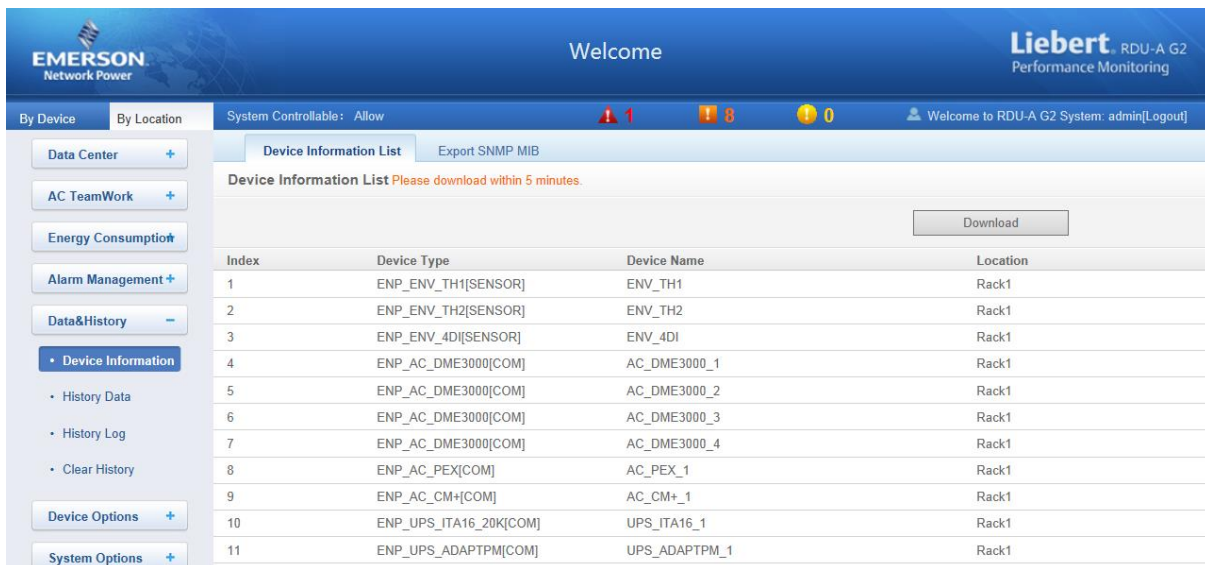 EMERSON
Network Power
Welcome
Liebert. RDU-A G2
Performance Monitoring
By Device By Location
System Controllable: Allow
1 8 0
Welcome to RDU-A G2 System: admin[Logout]
Data Center +
AC TeamWork +
Energy Consumption+
Alarm Management +
Data&History −
• Device Information
• History Data
• History Log
• Clear History
Device Options +
System Options +
Device Information List Export SNMP MIB
Device Information List Please download within 5 minutes.
Download
Index Device Type Device Name Location
1 ENP_ENV_TH1[SENSOR] ENV_TH1 Rack1
2 ENP_ENV_TH2[SENSOR] ENV_TH2 Rack1
3 ENP_ENV_4DI[SENSOR] ENV_4DI Rack1
4 ENP_AC_DME3000[COM] AC_DME3000_1 Rack1
5 ENP_AC_DME3000[COM] AC_DME3000_2 Rack1
6 ENP_AC_DME3000[COM] AC_DME3000_3 Rack1
7 ENP_AC_DME3000[COM] AC_DME3000_4 Rack1
8 ENP_AC_PEX[COM] AC_PEX_1 Rack1
9 ENP_AC_CM+[COM] AC_CM+_1 Rack1
10 ENP_UPS_ITA16_20K[COM] UPS_ITA16_1 Rack1
11 ENP_UPS_ADAPTPM[COM] UPS_ADAPTPM_1 Rack1